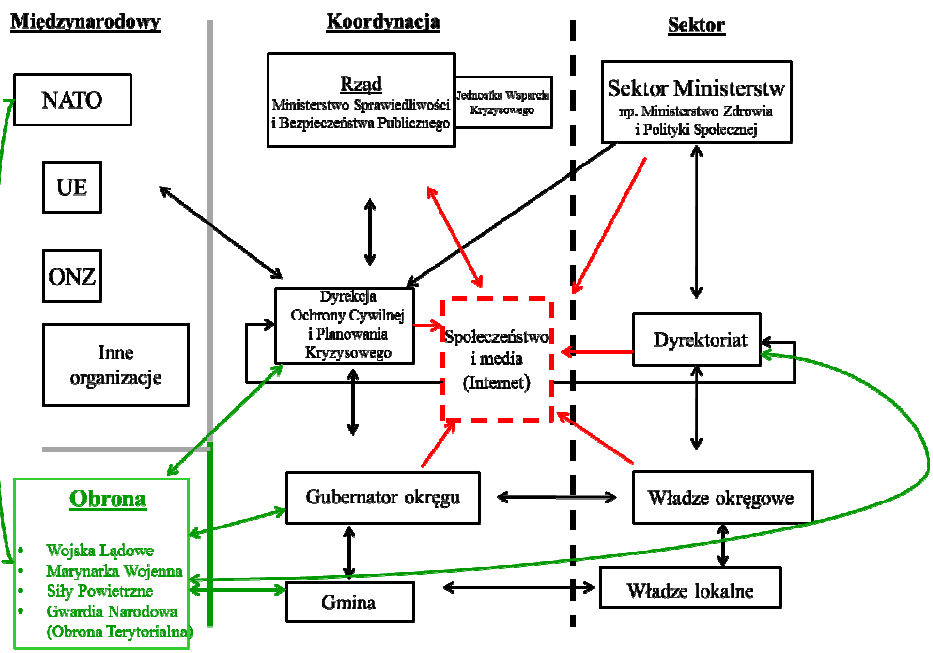 Międzynarodowy
Koordynacja
Sektor
NATO
UE
ONZ
Inne
organizacje
Rząd
Ministerstwo Sprawiedliwości
i Bezpieczeństwa Publicznego
Jednostka Wsparcia
Kryzysowego
Sektor Ministerstw
np. Ministerstwo Zdrowia
i Polityki Społecznej
Dyrekcja
Ochrony Cywilnej
i Planowania
Kryzysowego
Społeczeństwo
i media
(Internet)
Dyrektoriat
Obrona
• Wojska Lądowe
• Marynarka Wojenna
• Siły Powietrzne
• Gwardia Narodowa
(Obrona Terytorialna)
Gubernator okręgu
Władze okręgowe
Gmina
Władze lokalne